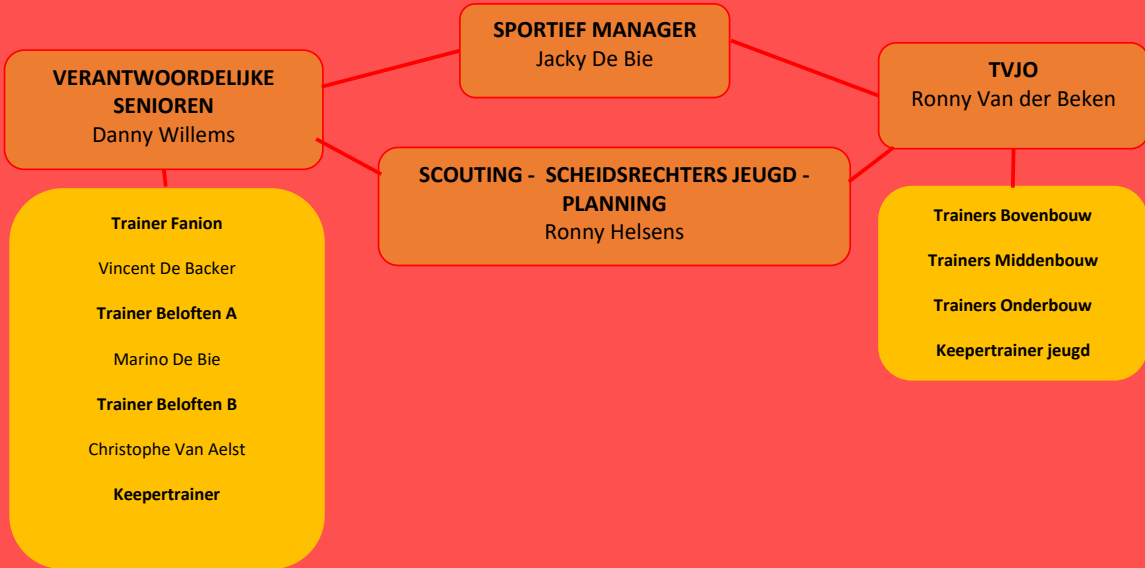 SPORTIEF MANAGER
Jacky De Bie
VERANTWOORDELIJKE
SENIOREN
Danny Willems
TVJO
Ronny Van der Beken
SCOUTING - SCHEIDSRECHTERS JEUGD -
PLANNING
Ronny Helsens
Trainer Fanion
Vincent De Backer
Trainer Beloften A
Marino De Bie
Trainer Beloften B
Christophe Van Aelst
Keepertrainer
Trainers Bovenbouw
Trainers Middenbouw
Trainers Onderbouw
Keepertrainer jeugd